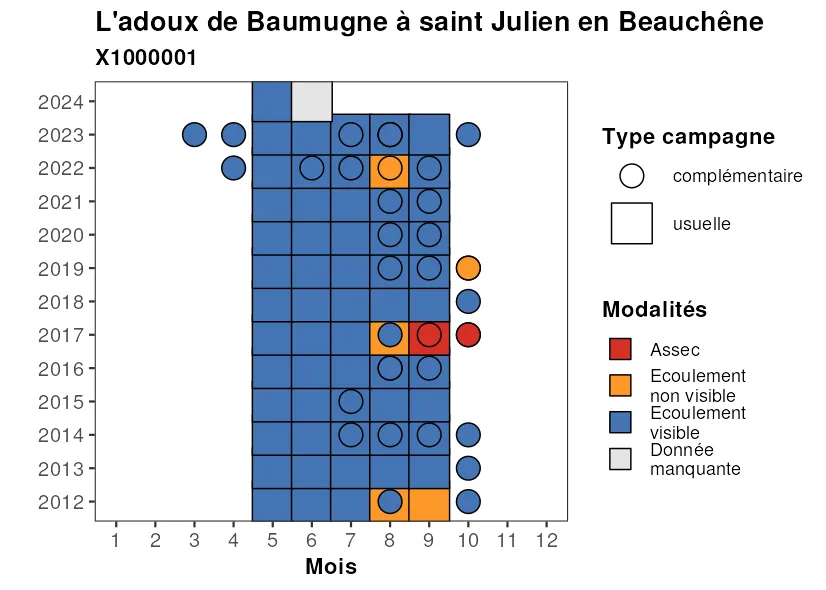 L'adoux de Baumugne à saint Julien en Beauchêne
X1000001
2024
2023
2022
2021
2020
2019
2018
2017
2016
2015
2014
2013
2012
1 2 3 4 5 6 7 8 9 10 11 12
Mois
Type campagne
complémentaire
usuelle
Modalités
Assec
Ecoulement
non visible
Ecoulement
visible
Donnée
manquante